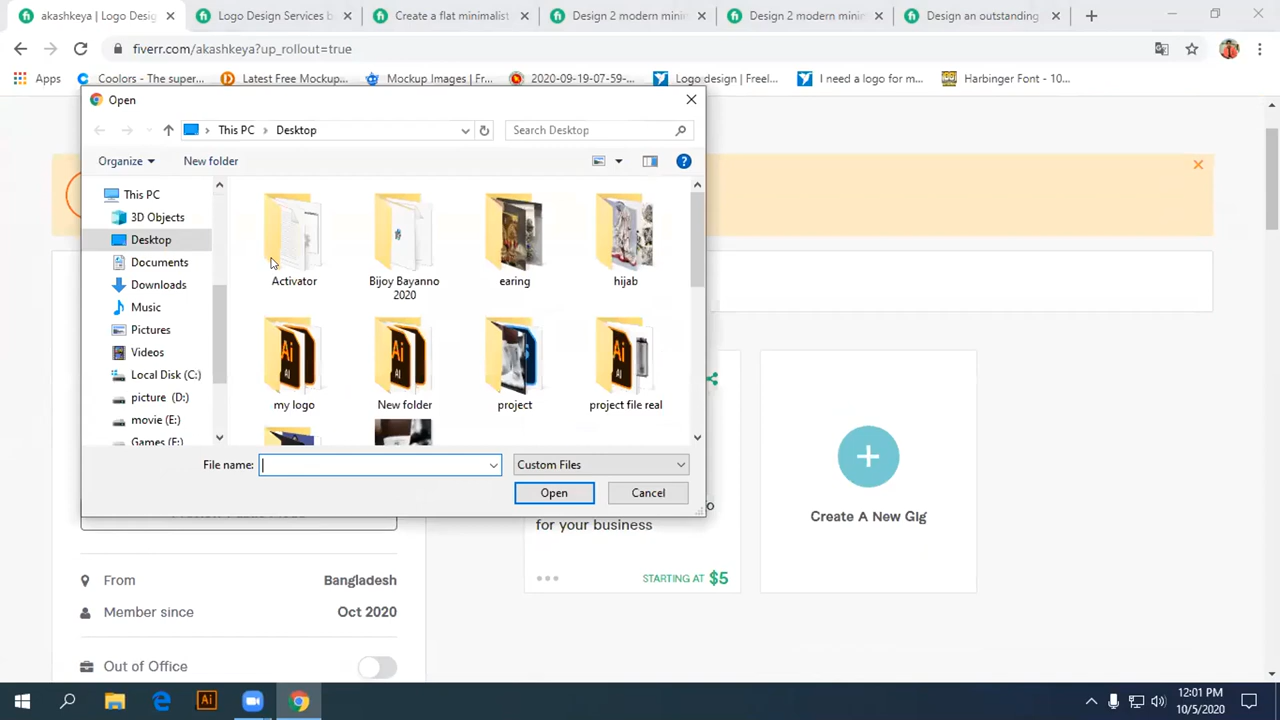 akashkeya | Logo Desi
Logo Design Services b
Create a flat minimalist
Design 2 modern minim
Design 2 modern minim
Design an outstanding
fiverr.com/akashkeya?up_rollout=true
Apps
Coolors - The super...
Latest Free Mockup...
Mockup Images | Fr...
2020-09-19-07-59-...
Logo design | Freel...
I need a logo for m...
Harbinger Font - 10...
Open
This PC
Desktop
Search Desktop
Organize
New folder
This PC
3D Objects
Desktop
Documents
Downloads
Music
Pictures
Videos
Local Disk (C:)
picture (D:)
movie (E:)
Games (F:)
Activator
Bijoy Bayanno
2020
earing
hijab
my logo
New folder
project
project file real
File name:
Custom Files
Open
Cancel
for your business
STARTING AT $5
Create A New Gig
From
Bangladesh
Member since
Oct 2020
Out of Office
12:01 PM
10/5/2020